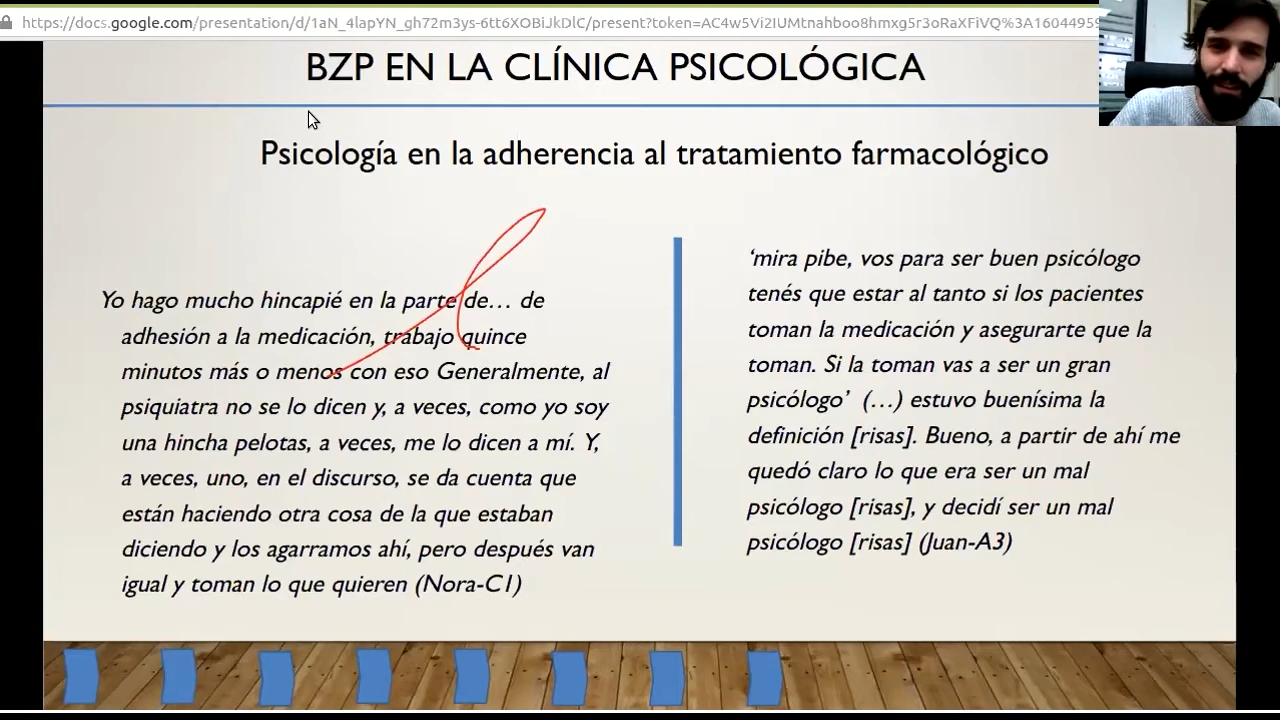 https://docs.google.com/presentation/d/1aN_4lapYN_gh72m3ys-6tt6XOBiJkDlC/present?token=AC4w5Vi2IUMtnahboo8hmxg5r3oRaXFiVQ%3A16044959
BZP EN LA CLÍNICA PSICOLÓGICA
Psicología en la adherencia al tratamiento farmacológico
Yo hago mucho hincapié en la parte de… de
adhesión a la medicación, trabajo quince
minutos más o menos con eso Generalmente, al
psiquiatra no se lo dicen y, a veces, como yo soy
una hincha pelotas, a veces, me lo dicen a mí. Y,
a veces, uno, en el discurso, se da cuenta que
están haciendo otra cosa de la que estaban
diciendo y los agarramos ahí, pero después van
igual y toman lo que quieren (Nora-C1)
‘mira pibe, vos para ser buen psicólogo
tenés que estar al tanto si los pacientes
toman la medicación y asegurarte que la
toman. Si la toman vas a ser un gran
psicólogo’ (…) estuvo buenísima la
definición [risas]. Bueno, a partir de ahí me
quedó claro lo que era ser un mal
psicólogo [risas], y decidí ser un mal
psicólogo [risas] (Juan-A3)